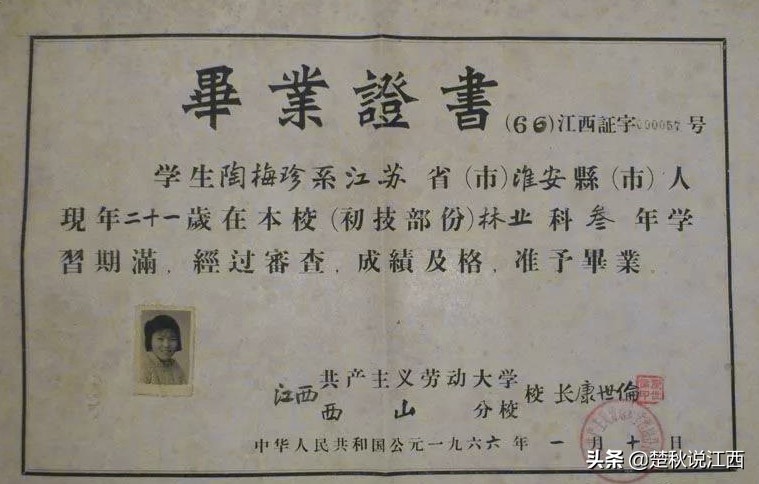 畢業證書
(66)江西証字000057号
学生陶梅珍系江苏省(市)淮安縣(市)人
現年二十一歲在本校(初技部份)林业科叁年学
習期滿,經过審查,成績及格,准予畢業
江西共产主义劳动大学
西山分校
校长康世倫
中华人民共和国公元一九六六年一月十日
头条@楚秋说江西